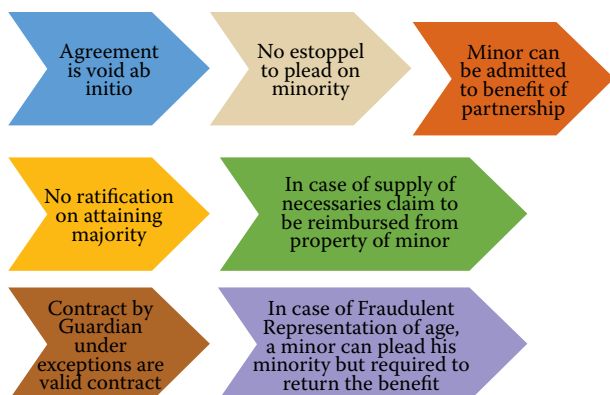 Agreement
is void ab
initio
No estoppel
to plead on
minority
Minor can
be admitted
to benefit of
partnership
No ratification
on attaining
majority
In case of supply of
necessaries claim to
be reimbursed from
property of minor
Contract by
Guardian
under
exceptions are
valid contract
In case of Fraudulent
Representation of age,
a minor can plead his
minority but required to
return the benefit